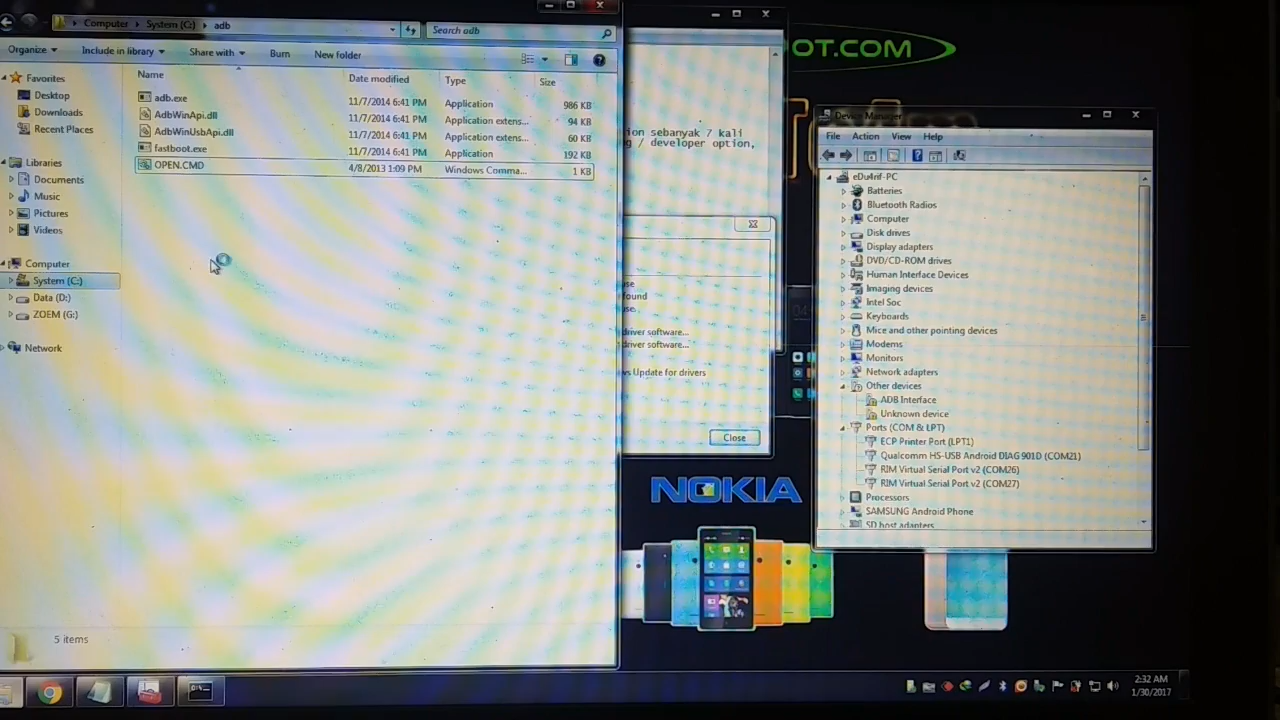 Computer ▸ System (C:) ▸ adb
Search adb
Organize
Include in library
Share with
Burn
New folder
Name
Date modified
Type
Size
adb.exe
11/7/2014 6:41 PM
Application
986 KB
AdbWinApi.dll
11/7/2014 6:41 PM
Application extens...
94 KB
AdbWinUsbApi.dll
11/7/2014 6:41 PM
Application extens...
60 KB
fastboot.exe
11/7/2014 6:41 PM
Application
192 KB
OPEN.CMD
4/8/2013 1:09 PM
Windows Comma...
1 KB
Favorites
Desktop
Downloads
Recent Places
Libraries
Documents
Music
Pictures
Videos
Computer
System (C:)
Data (D:)
ZOEM (G:)
Network
5 items
OT.COM
sebanyak 7 kali
/ developer option,
found
driver software...
driver software...
Update for drivers
Close
NOKIA
Device Manager
File
Action
View
Help
eDu4rif-PC
Batteries
Bluetooth Radios
Computer
Disk drives
Display adapters
DVD/CD-ROM drives
Human Interface Devices
Imaging devices
Intel Soc
Keyboards
Mice and other pointing devices
Modems
Monitors
Network adapters
Other devices
ADB Interface
Unknown device
Ports (COM & LPT)
ECP Printer Port (LPT1)
Qualcomm HS-USB Android DIAG 901D (COM21)
RIM Virtual Serial Port v2 (COM26)
RIM Virtual Serial Port v2 (COM27)
Processors
SAMSUNG Android Phone
SD host adapters
2:32 AM
1/30/2017